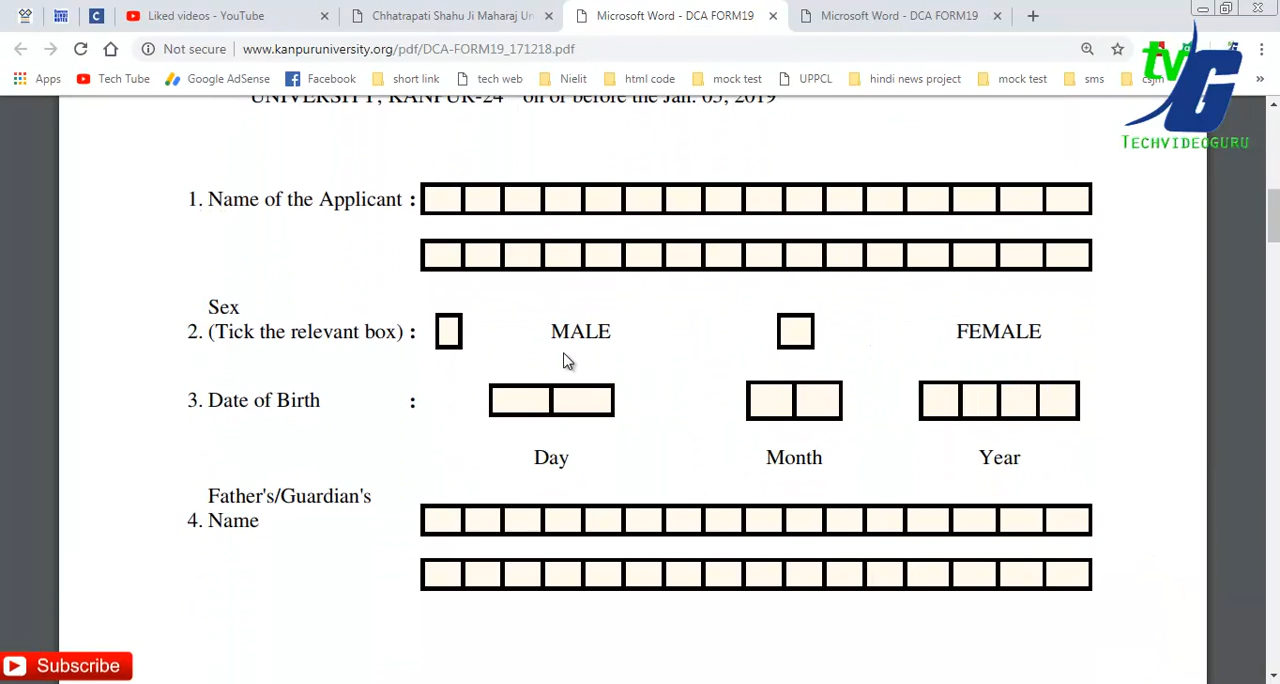 Liked videos - YouTube
Chhatrapati Shahu Ji Maharaj Un
Microsoft Word - DCA FORM19
Microsoft Word - DCA FORM19
Not secure
www.kanpuruniversity.org/pdf/DCA-FORM19_171218.pdf
Apps
Tech Tube
Google AdSense
Facebook
short link
tech web
Nielit
html code
mock test
UPPCL
hindi news project
mock test
sms
tv G
TECHVIDEOGURU
UNIVERSITY, KANPUR-24 on or before the Jan. 05, 2019
1. Name of the Applicant :
Sex
2. (Tick the relevant box) : MALE FEMALE
3. Date of Birth :
Day Month Year
Father's/Guardian's
4. Name
Subscribe